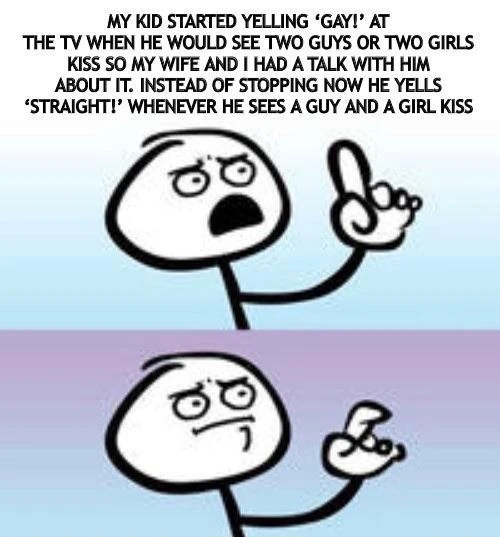 MY KID STARTED YELLING ‘GAY!’ AT
THE TV WHEN HE WOULD SEE TWO GUYS OR TWO GIRLS
KISS SO MY WIFE AND I HAD A TALK WITH HIM
ABOUT IT. INSTEAD OF STOPPING NOW HE YELLS
‘STRAIGHT!’ WHENEVER HE SEES A GUY AND A GIRL KISS